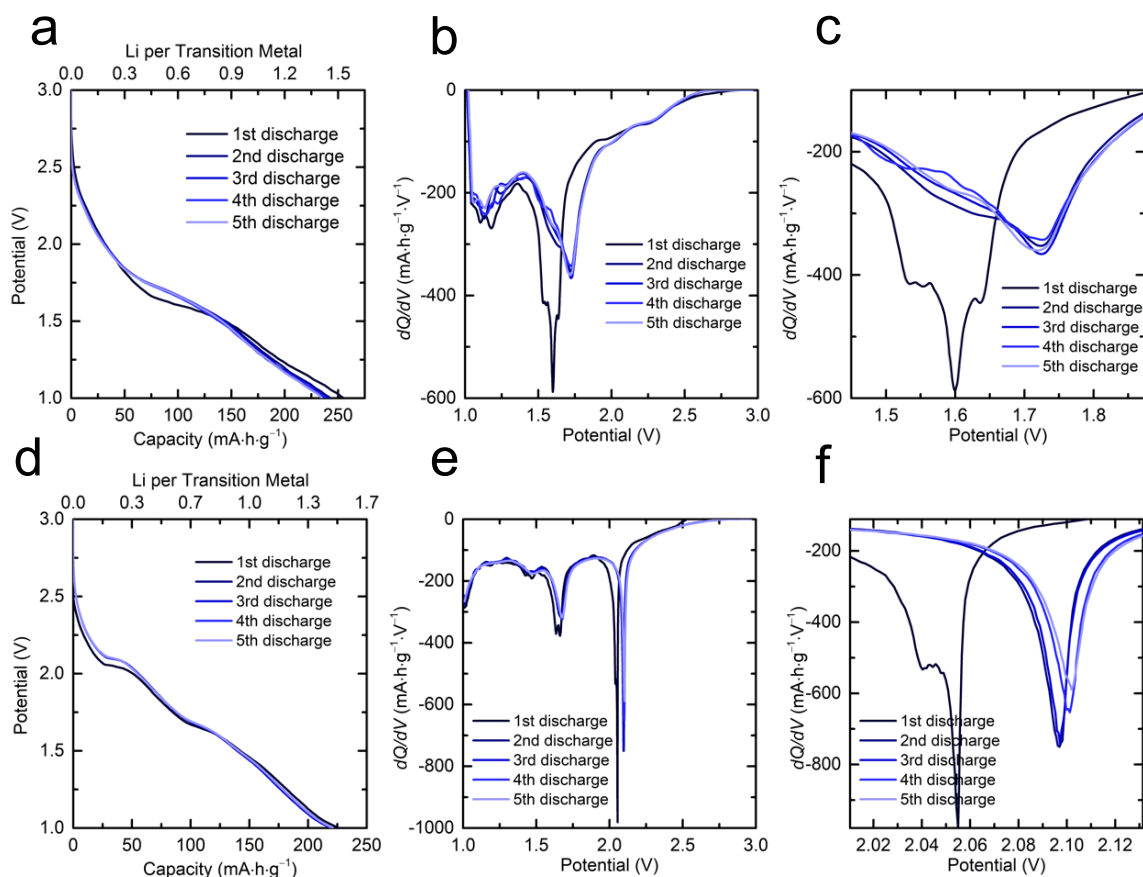 a
Li per Transition Metal
0.0 0.3 0.6 0.9 1.2 1.5
3.0
2.5
2.0
1.5
1.0
Potential (V)
1st discharge
2nd discharge
3rd discharge
4th discharge
5th discharge
0 50 100 150 200 250
Capacity (mA·h·g⁻¹)
b
0
-200
-400
-600
dQ/dV (mA·h·g⁻¹·V⁻¹)
1st discharge
2nd discharge
3rd discharge
4th discharge
5th discharge
1.0 1.5 2.0 2.5 3.0
Potential (V)
c
-200
-400
-600
dQ/dV (mA·h·g⁻¹·V⁻¹)
1st discharge
2nd discharge
3rd discharge
4th discharge
5th discharge
1.5 1.6 1.7 1.8
Potential (V)
d
Li per Transition Metal
0.0 0.3 0.7 1.0 1.3 1.7
3.0
2.5
2.0
1.5
1.0
Potential (V)
1st discharge
2nd discharge
3rd discharge
4th discharge
5th discharge
0 50 100 150 200 250
Capacity (mA·h·g⁻¹)
e
0
-200
-400
-600
-800
-1000
dQ/dV (mA·h·g⁻¹·V⁻¹)
1st discharge
2nd discharge
3rd discharge
4th discharge
5th discharge
1.0 1.5 2.0 2.5 3.0
Potential (V)
f
-200
-400
-600
-800
dQ/dV (mA·h·g⁻¹·V⁻¹)
1st discharge
2nd discharge
3rd discharge
4th discharge
5th discharge
2.02 2.04 2.06 2.08 2.10 2.12
Potential (V)